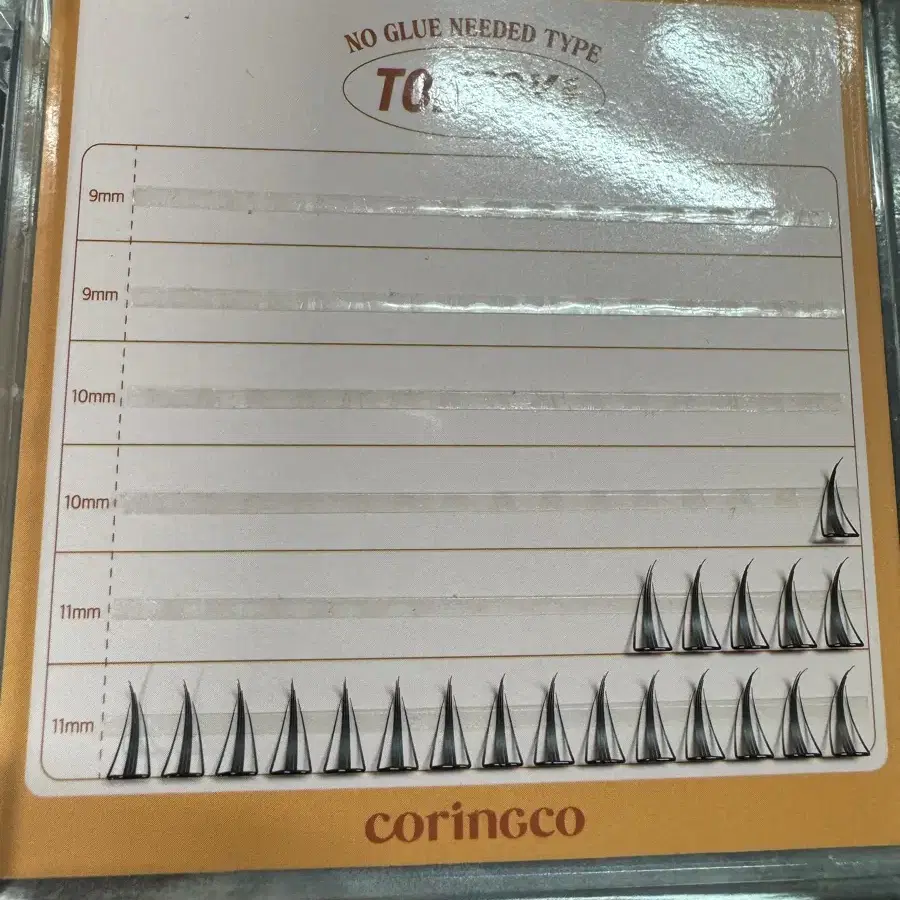 NO GLUE NEEDED TYPE
9mm
9mm
10mm
10mm
11mm
11mm
coringco